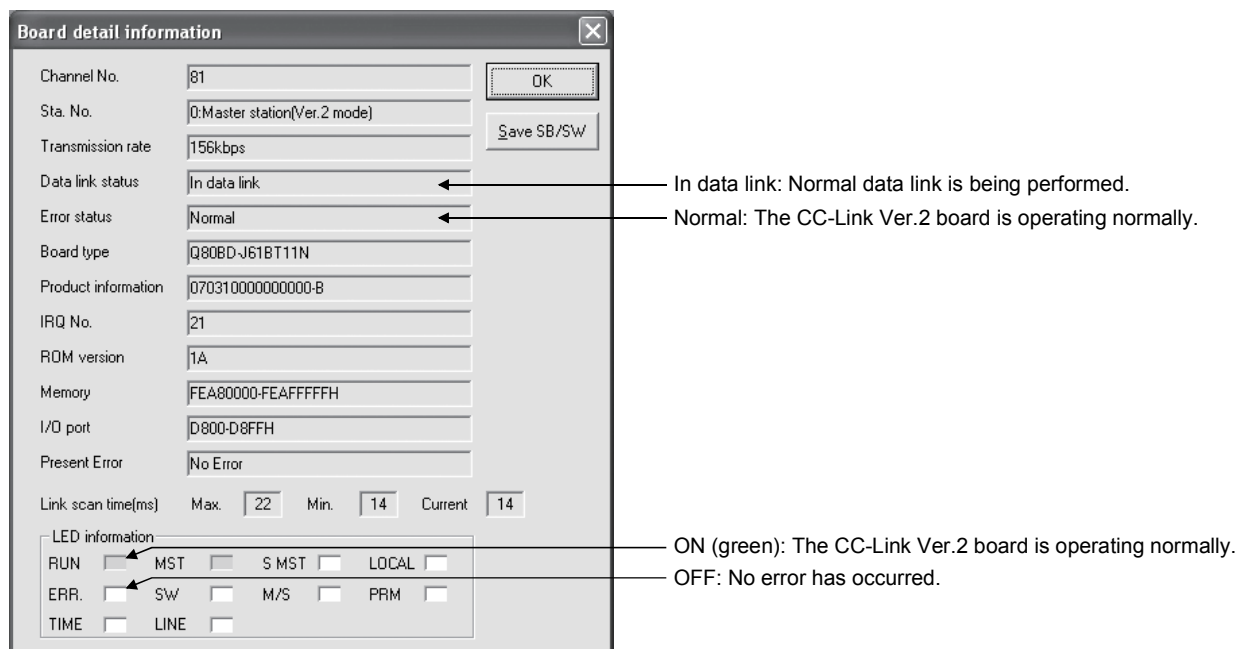 Board detail information
Channel No. 81 OK
Sta. No. 0:Master station(Ver.2 mode)
Save SB/SW
Transmission rate 156kbps
Data link status In data link In data link: Normal data link is being performed.
Error status Normal Normal: The CC-Link Ver.2 board is operating normally.
Board type Q80BD-J61BT11N
Product information 070310000000000-B
IRQ No. 21
ROM version 1A
Memory FEA80000-FEAFFFFFH
I/O port D800-D8FFH
Present Error No Error
Link scan time(ms) Max. 22 Min. 14 Current 14
LED information
RUN MST S MST LOCAL ON (green): The CC-Link Ver.2 board is operating normally.
ERR. SW M/S PRM OFF: No error has occurred.
TIME LINE